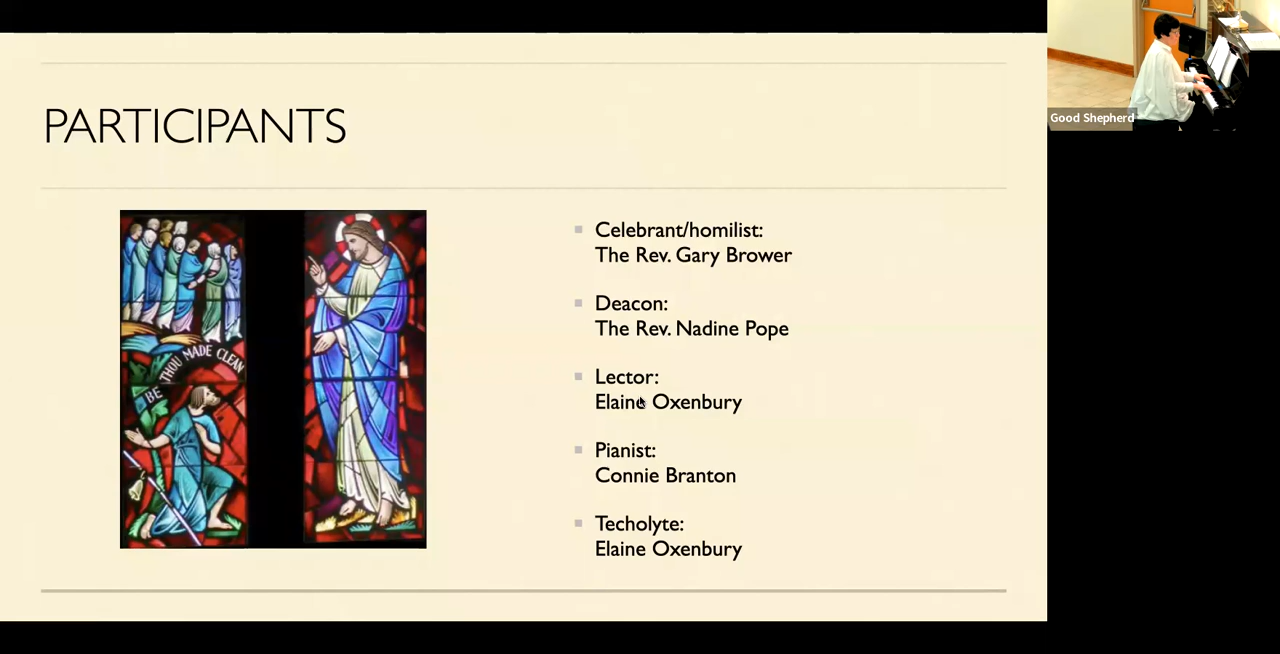 PARTICIPANTS
BE THOU MADE CLEAN
Celebrant/homilist:
The Rev. Gary Brower
Deacon:
The Rev. Nadine Pope
Lector:
Elaine Oxenbury
Pianist:
Connie Branton
Techolyte:
Elaine Oxenbury
Good Shepherd